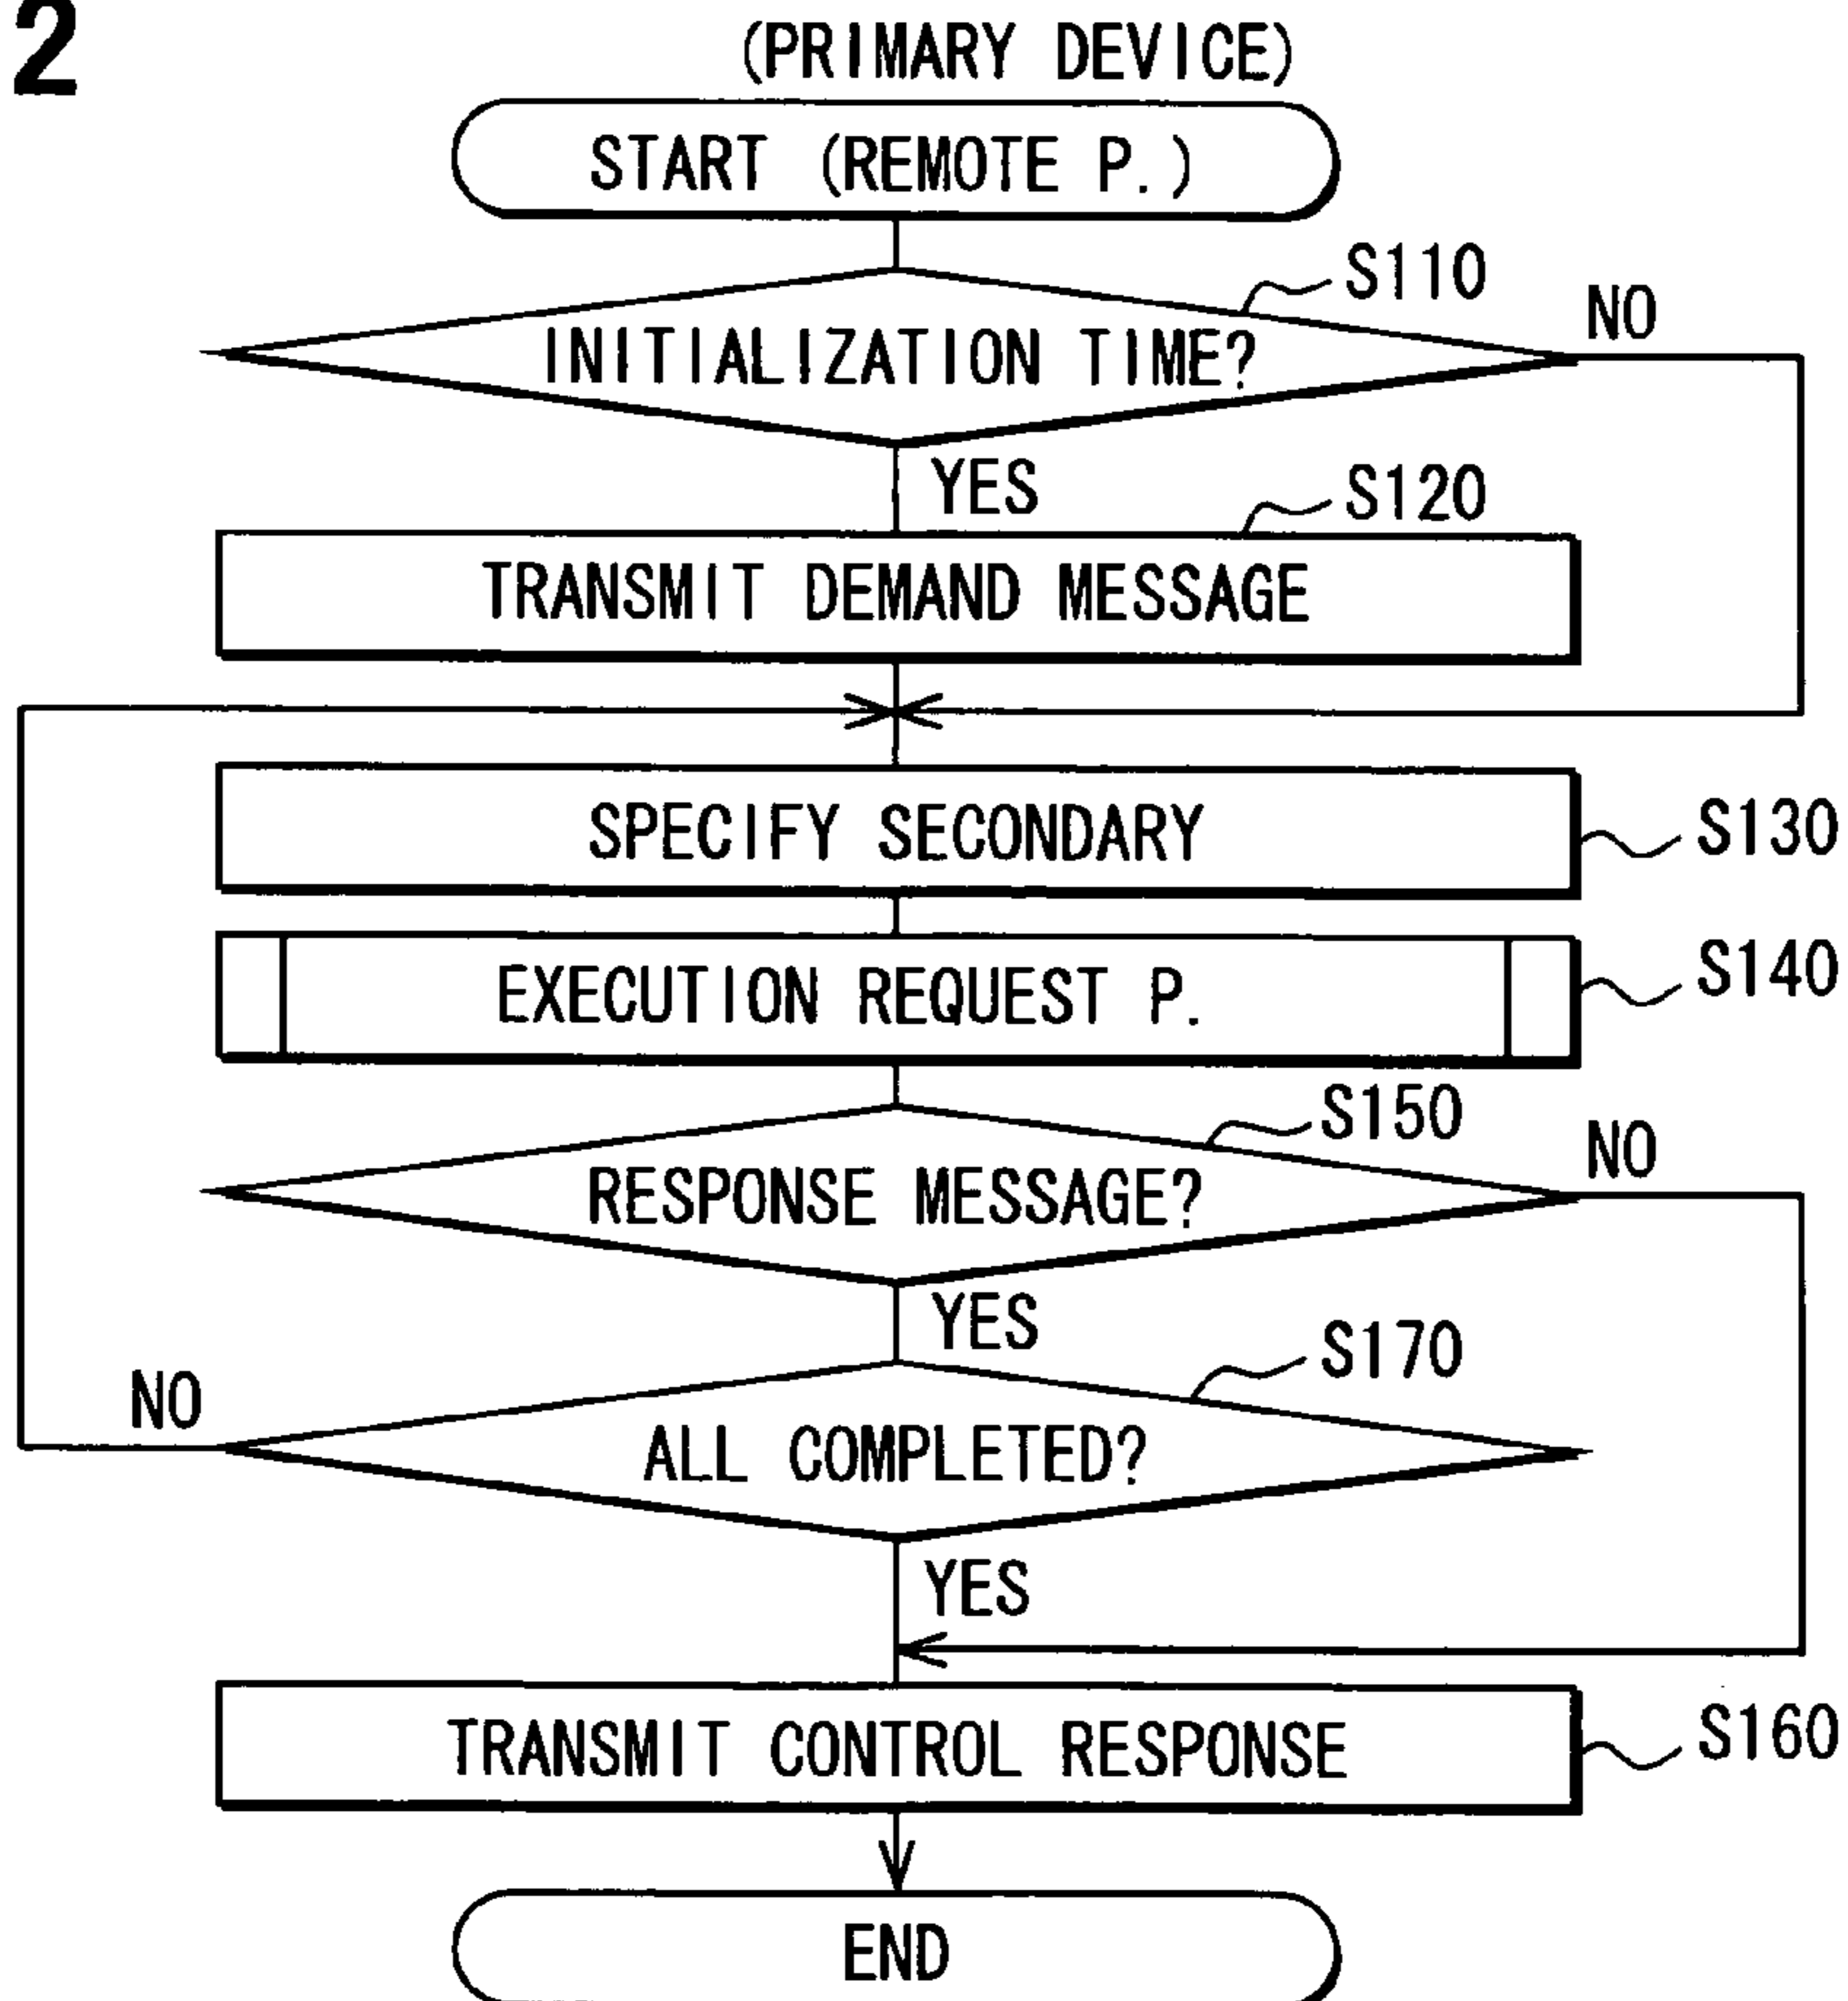 2
(PRIMARY DEVICE)
START (REMOTE P.)
S110
NO
INITIALIZATION TIME?
YES
S120
TRANSMIT DEMAND MESSAGE
SPECIFY SECONDARY
S130
EXECUTION REQUEST P.
S140
S150
NO
RESPONSE MESSAGE?
YES
S170
NO
ALL COMPLETED?
YES
TRANSMIT CONTROL RESPONSE
S160
END